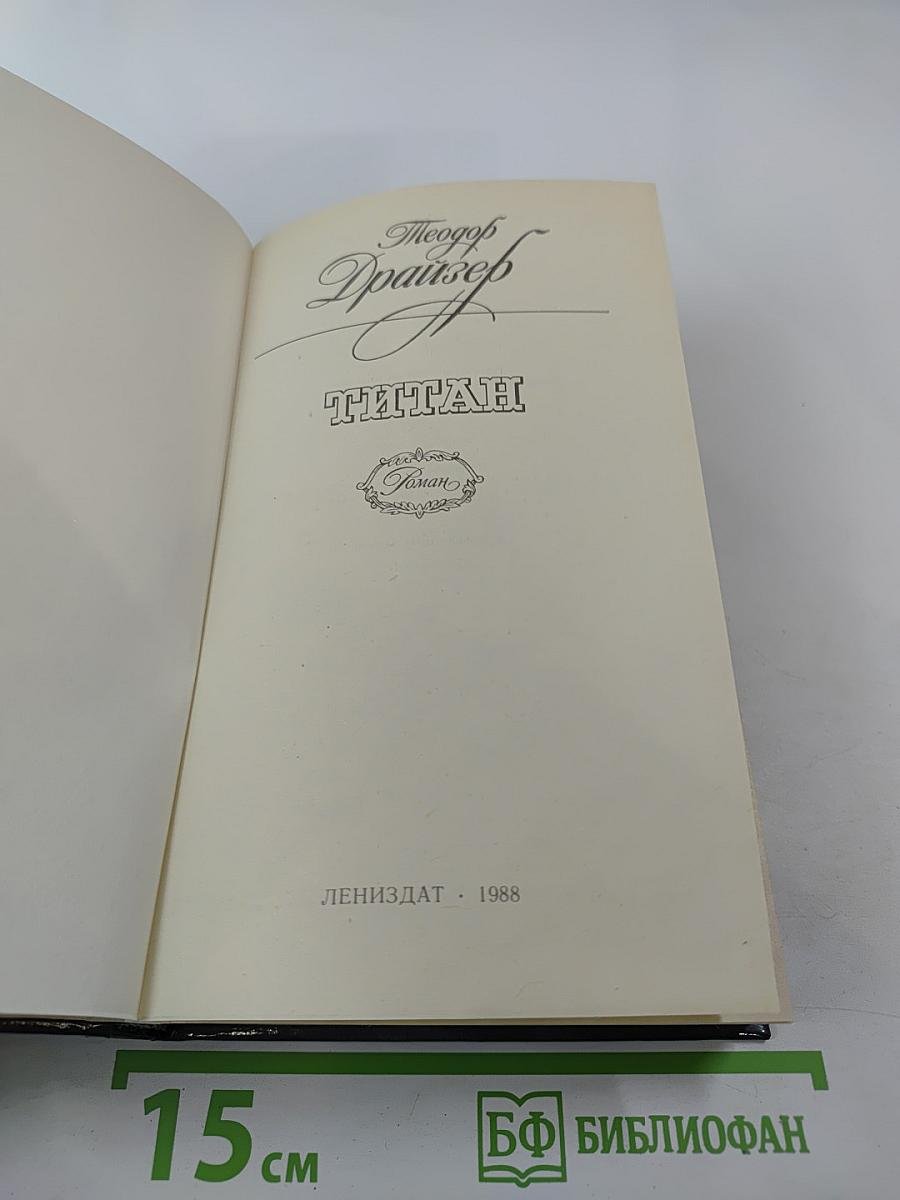 Теодор
Драйзер
ТИТАН
Роман
ЛЕНИЗДАТ · 1988
15 см
БФ БИБЛИОФАН